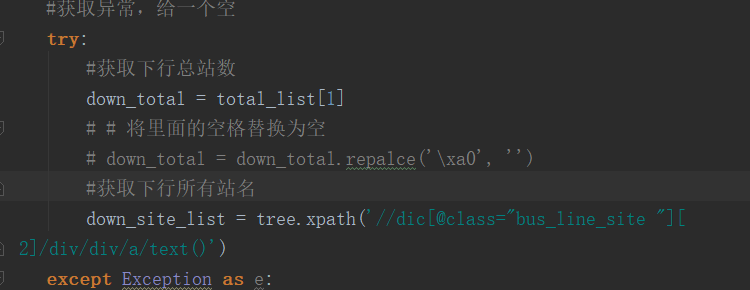 #获取异常，给一个空
try:
#获取下行总站数
down_total = total_list[1]
# # 将里面的空格替换为空
# down_total = down_total.repalce('\xa0', '')
#获取下行所有站名
down_site_list = tree.xpath('//dic[@class="bus_line_site "][
2]/div/div/a/text()')
except Exception as e: